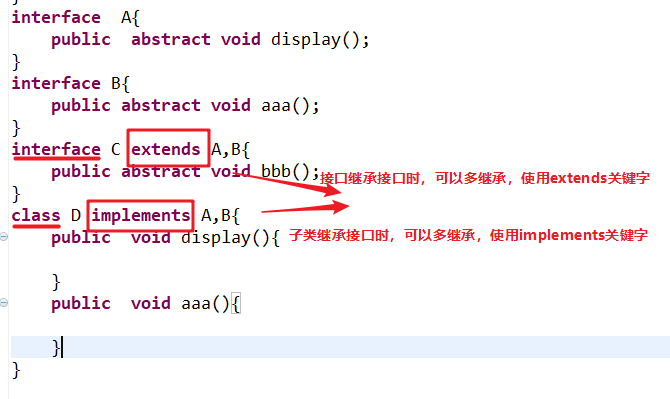 interface  A{
    public  abstract void display();
}
interface B{
    public abstract void aaa();
}
interface C extends A,B{
    public abstract void bbb();
接口继承接口时，可以多继承，使用extends关键字
}
class D implements A,B{
    public  void display(){
子类继承接口时，可以多继承，使用implements关键字
    }
    public  void aaa(){
    }
}